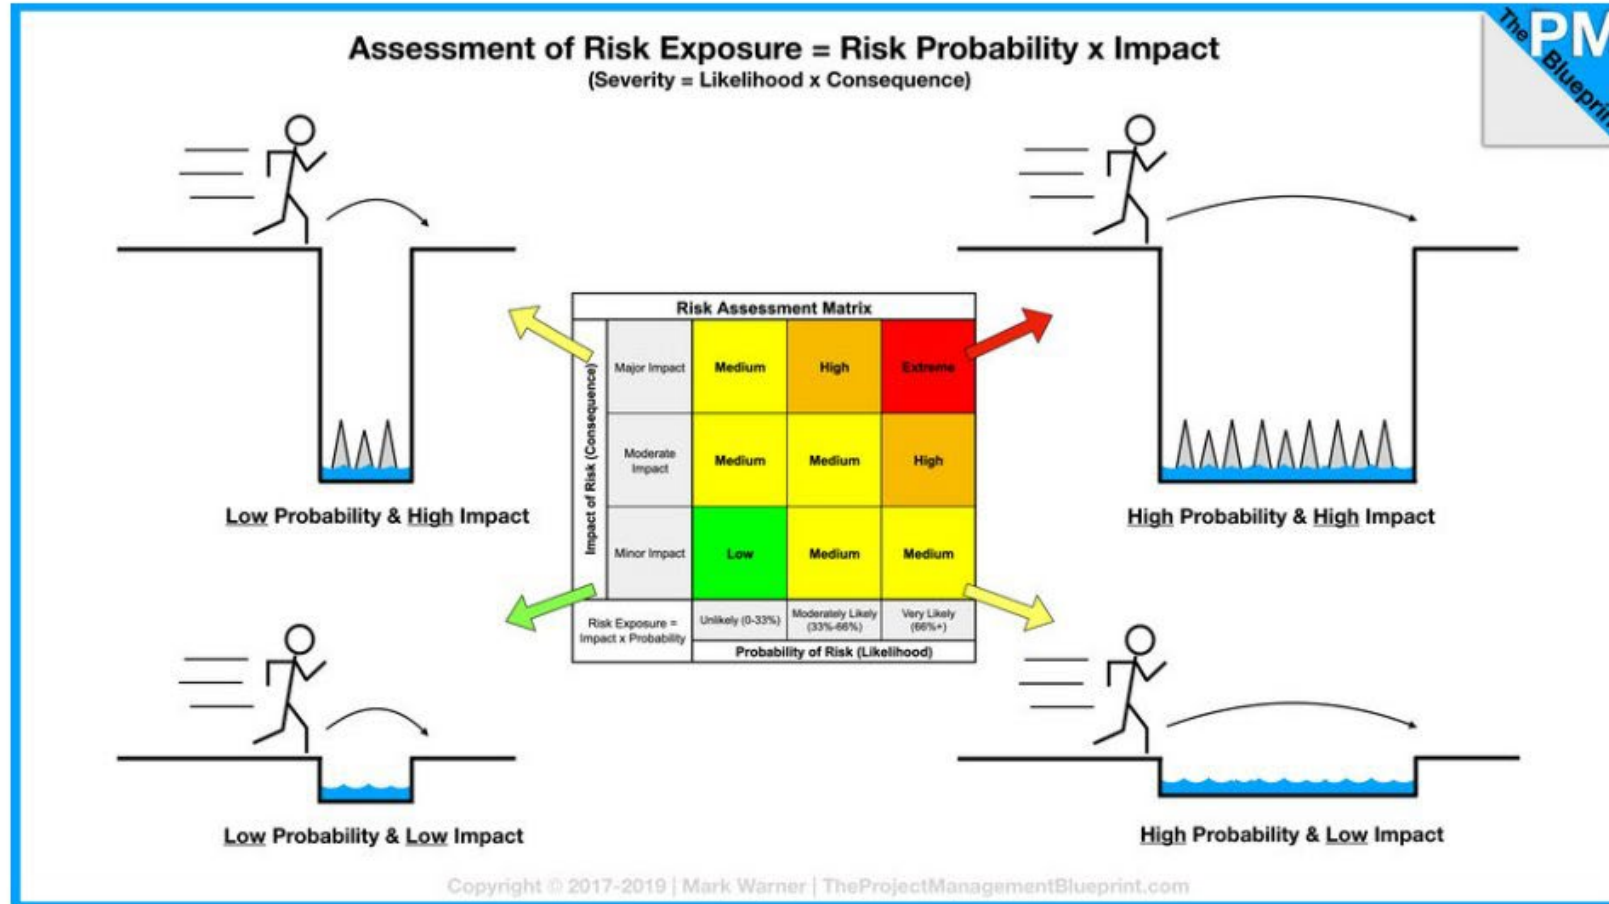 Assessment of Risk Exposure = Risk Probability x Impact
(Severity = Likelihood x Consequence)
The
PM
Risk Assessment Matrix
Impact of Risk (Consequence)
Major Impact
Medium
High
Extreme
Moderate
Impact
Medium
Medium
High
Minor Impact
Low
Medium
Medium
Risk Exposure =
Impact x Probability
Unlikely (0-33%)
Moderately Likely
(33%-66%)
Very Likely
(66%+)
Probability of Risk (Likelihood)
Low Probability & High Impact
High Probability & High Impact
Low Probability & Low Impact
High Probability & Low Impact
Copyright © 2017-2019 | Mark Warner | TheProjectManagementBlueprint.com